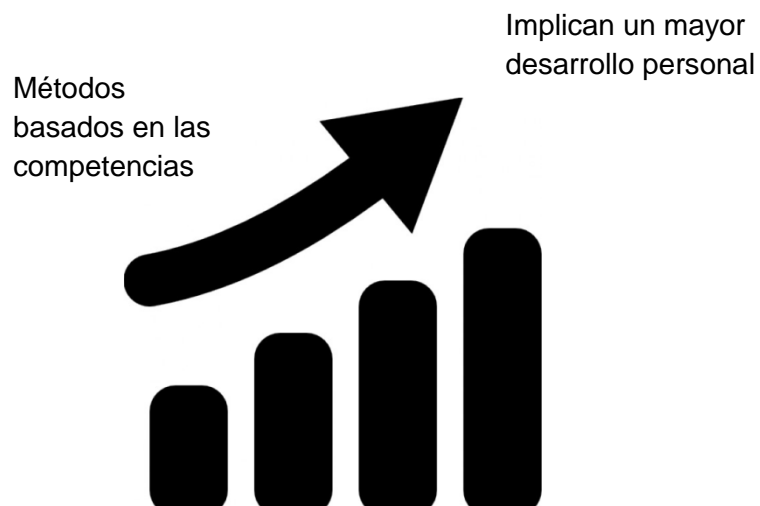 Implican un mayor
desarrollo personal
Métodos
basados en las
competencias